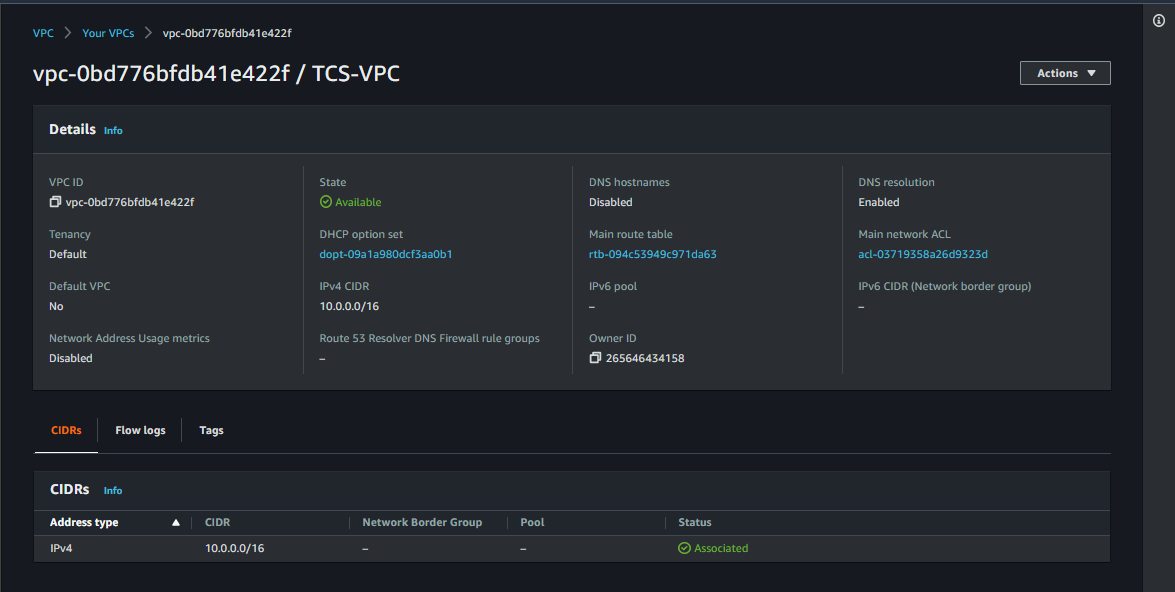 VPC > Your VPCs > vpc-0bd776bfdb41e422f
vpc-0bd776bfdb41e422f / TCS-VPC
Actions ▼
Details Info
VPC ID
vpc-0bd776bfdb41e422f
State
Available
DNS hostnames
Disabled
DNS resolution
Enabled
Tenancy
Default
DHCP option set
dopt-09a1a980dcf3aa0b1
Main route table
rtb-094c53949c971da63
Main network ACL
acl-03719358a26d9323d
Default VPC
No
IPv4 CIDR
10.0.0.0/16
IPv6 pool
–
IPv6 CIDR (Network border group)
–
Network Address Usage metrics
Disabled
Route 53 Resolver DNS Firewall rule groups
–
Owner ID
265646434158
CIDRs Flow logs Tags
CIDRs Info
Address type ▲ CIDR Network Border Group Pool Status
IPv4 10.0.0.0/16 – – Associated